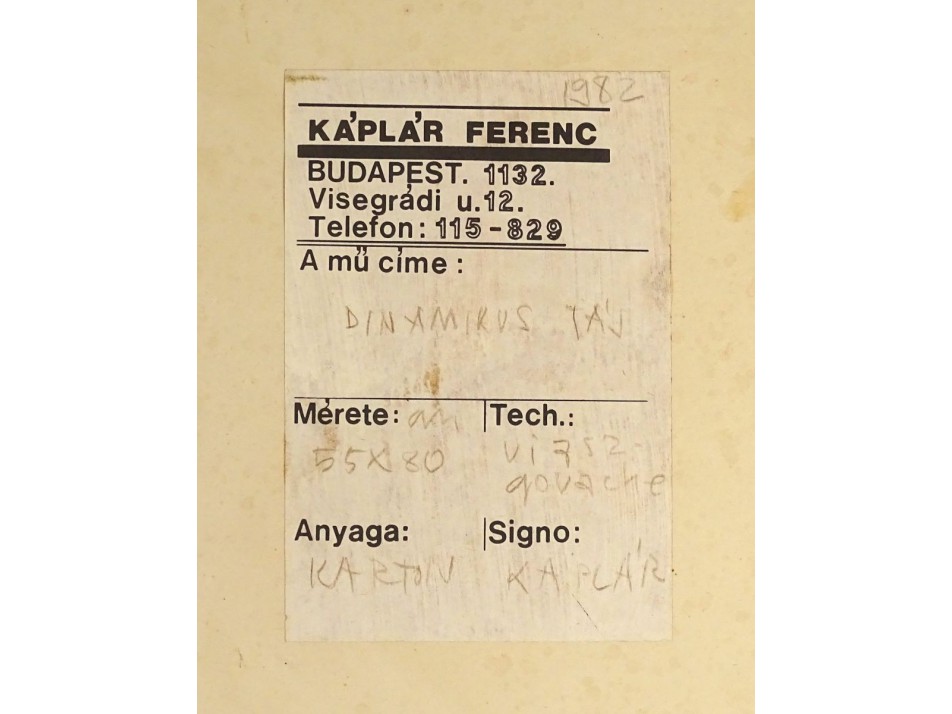 1982
KÁPLÁR FERENC
BUDAPEST. 1132.
Visegrádi u.12.
Telefon: 115-829
A mű címe:
DINAMIKUS TÁJ
Mérete: cm
55X80
Tech.:
viasz-
gouache
Anyaga:
KARTON
Signo:
KÁPLÁR